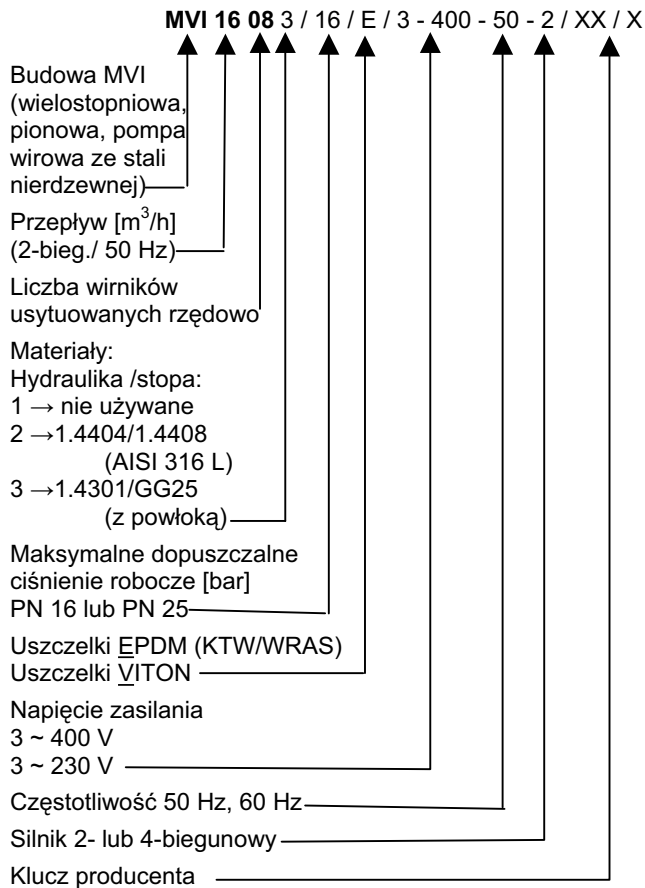 MVI 16 08 3 / 16 / E / 3 - 400 - 50 - 2 / XX / X
Budowa MVI
(wielostopniowa,
pionowa, pompa
wirowa ze stali
nierdzewnej)
Przepływ [m³/h]
(2-bieg./ 50 Hz)
Liczba wirników
usytuowanych rzędowo
Materiały:
Hydraulika /stopa:
1 → nie używane
2 →1.4404/1.4408
(AISI 316 L)
3 →1.4301/GG25
(z powłoką)
Maksymalne dopuszczalne
ciśnienie robocze [bar]
PN 16 lub PN 25
Uszczelki EPDM (KTW/WRAS)
Uszczelki VITON
Napięcie zasilania
3 ~ 400 V
3 ~ 230 V
Częstotliwość 50 Hz, 60 Hz
Silnik 2- lub 4-biegunowy
Klucz producenta